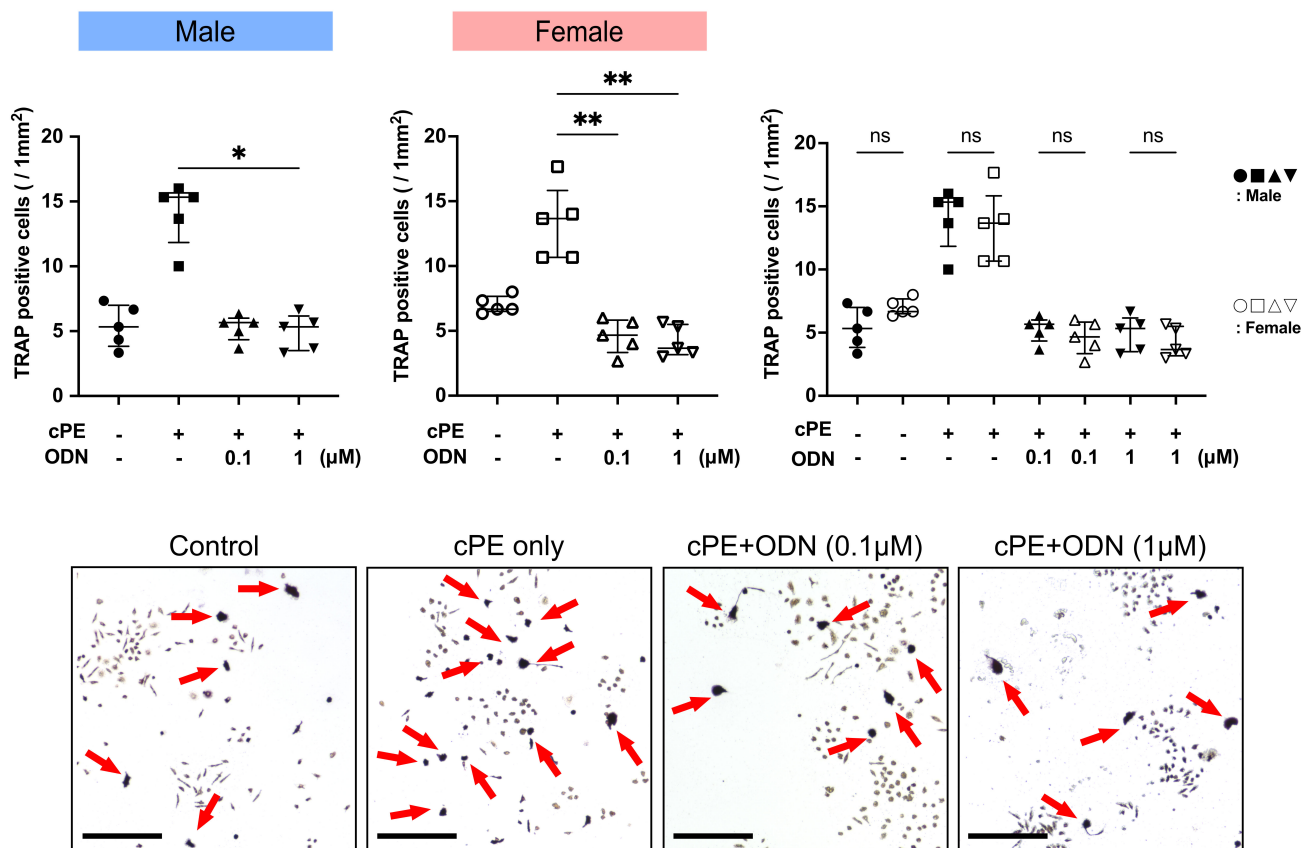 Male
Female
TRAP positive cells ( / 1mm²)
20
15
10
5
0
*
cPE - + + +
ODN - - 0.1 1 (µM)
TRAP positive cells ( / 1mm²)
20
15
10
5
0
**
**
cPE - + + +
ODN - - 0.1 1 (µM)
TRAP positive cells ( / 1mm²)
20
15
10
5
0
ns ns ns ns
cPE - - + + + + + +
ODN - - - - 0.1 0.1 1 1 (µM)
●■▲▼
: Male
○□△▽
: Female
Control
cPE only
cPE+ODN (0.1µM)
cPE+ODN (1µM)